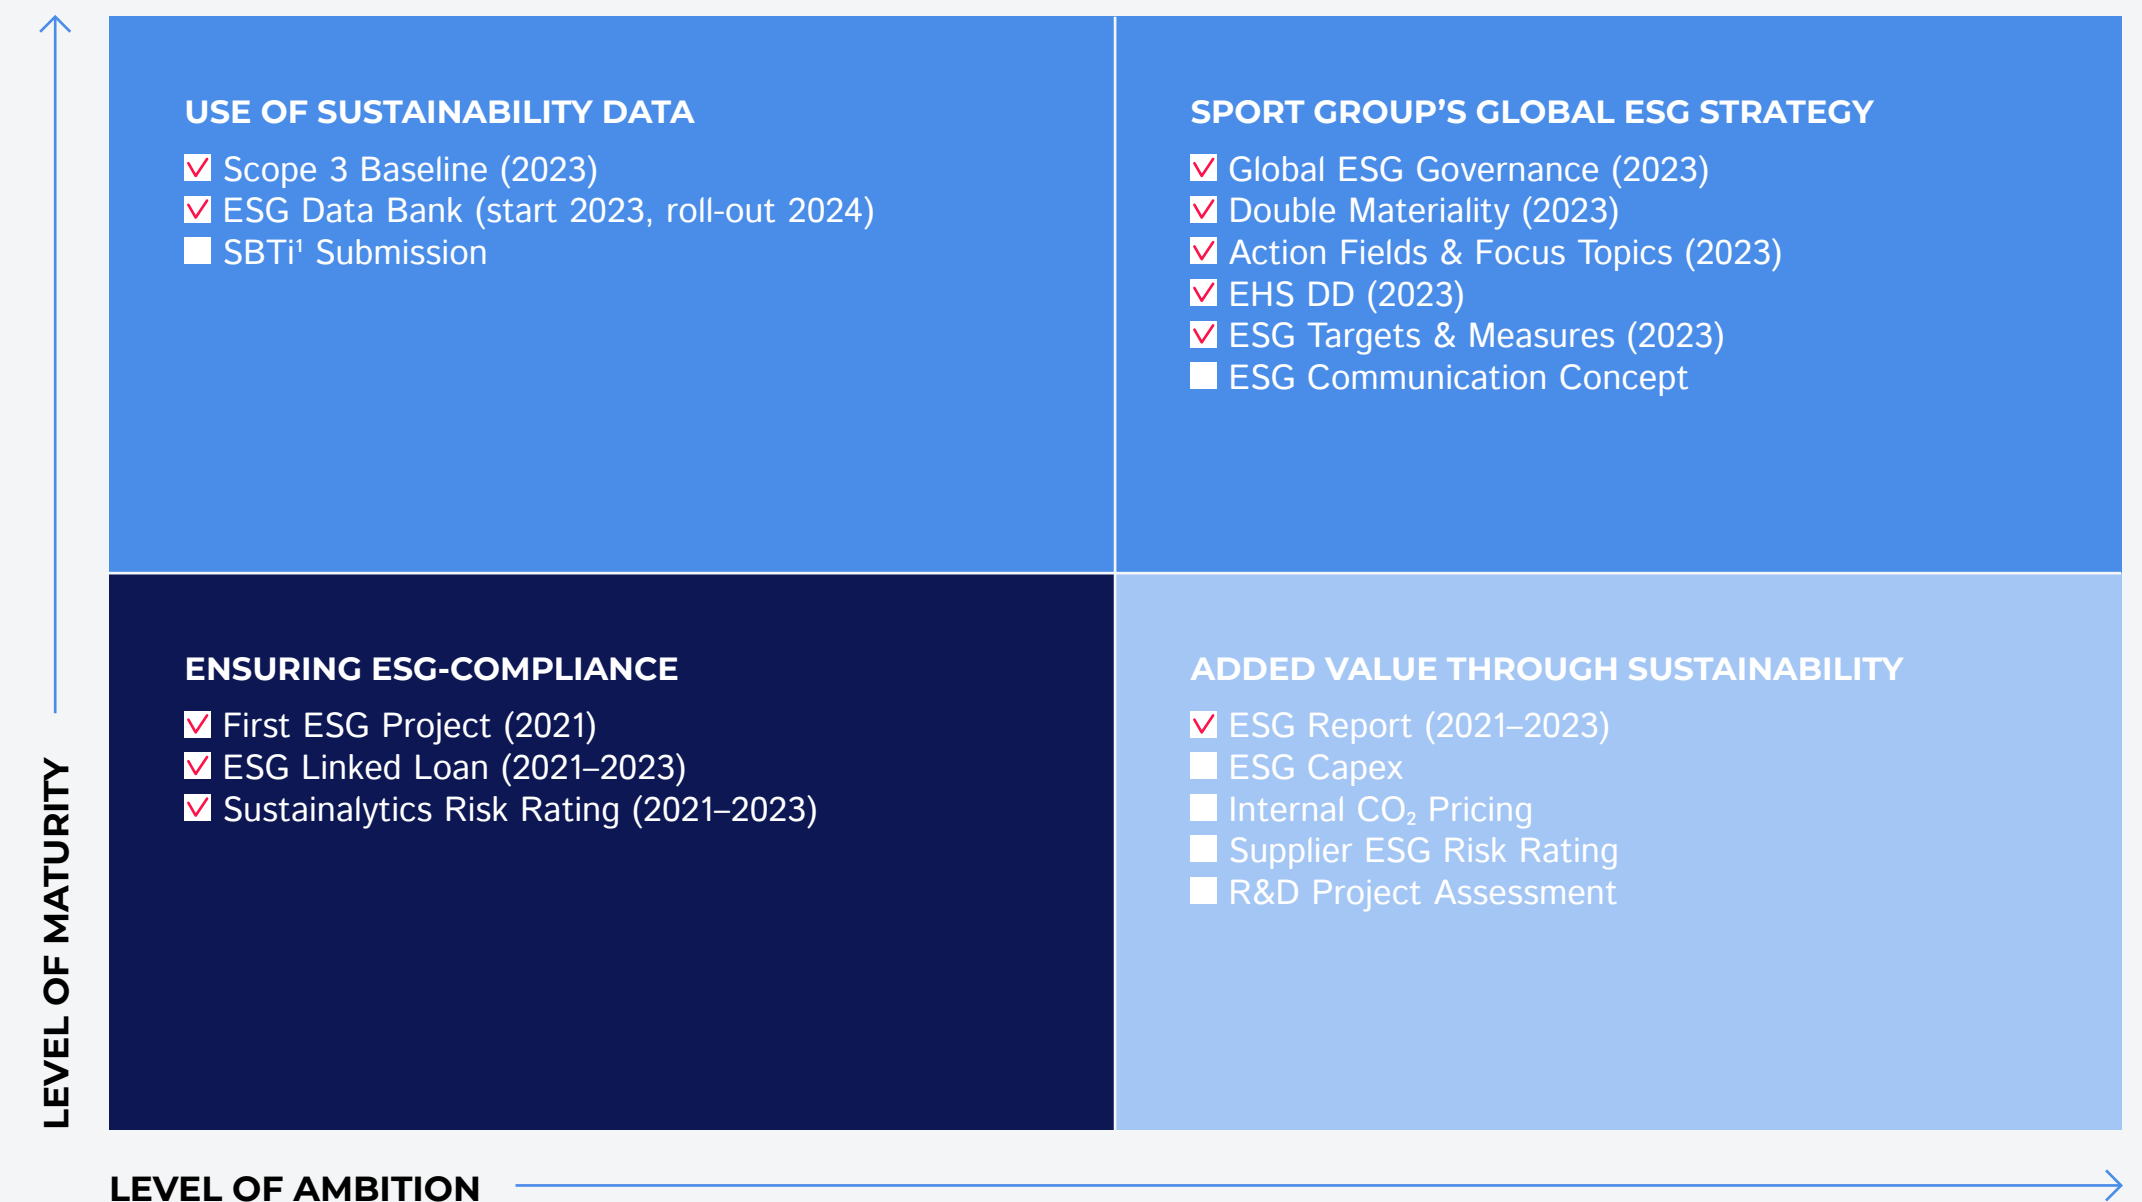 USE OF SUSTAINABILITY DATA
Scope 3 Baseline (2023)
ESG Data Bank (start 2023, roll-out 2024)
SBTi¹ Submission
SPORT GROUP’S GLOBAL ESG STRATEGY
Global ESG Governance (2023)
Double Materiality (2023)
Action Fields & Focus Topics (2023)
EHS DD (2023)
ESG Targets & Measures (2023)
ESG Communication Concept
ENSURING ESG-COMPLIANCE
First ESG Project (2021)
ESG Linked Loan (2021–2023)
Sustainalytics Risk Rating (2021–2023)
ADDED VALUE THROUGH SUSTAINABILITY
ESG Report (2021–2023)
ESG Capex
Internal CO₂ Pricing
Supplier ESG Risk Rating
R&D Project Assessment
LEVEL OF MATURITY
LEVEL OF AMBITION